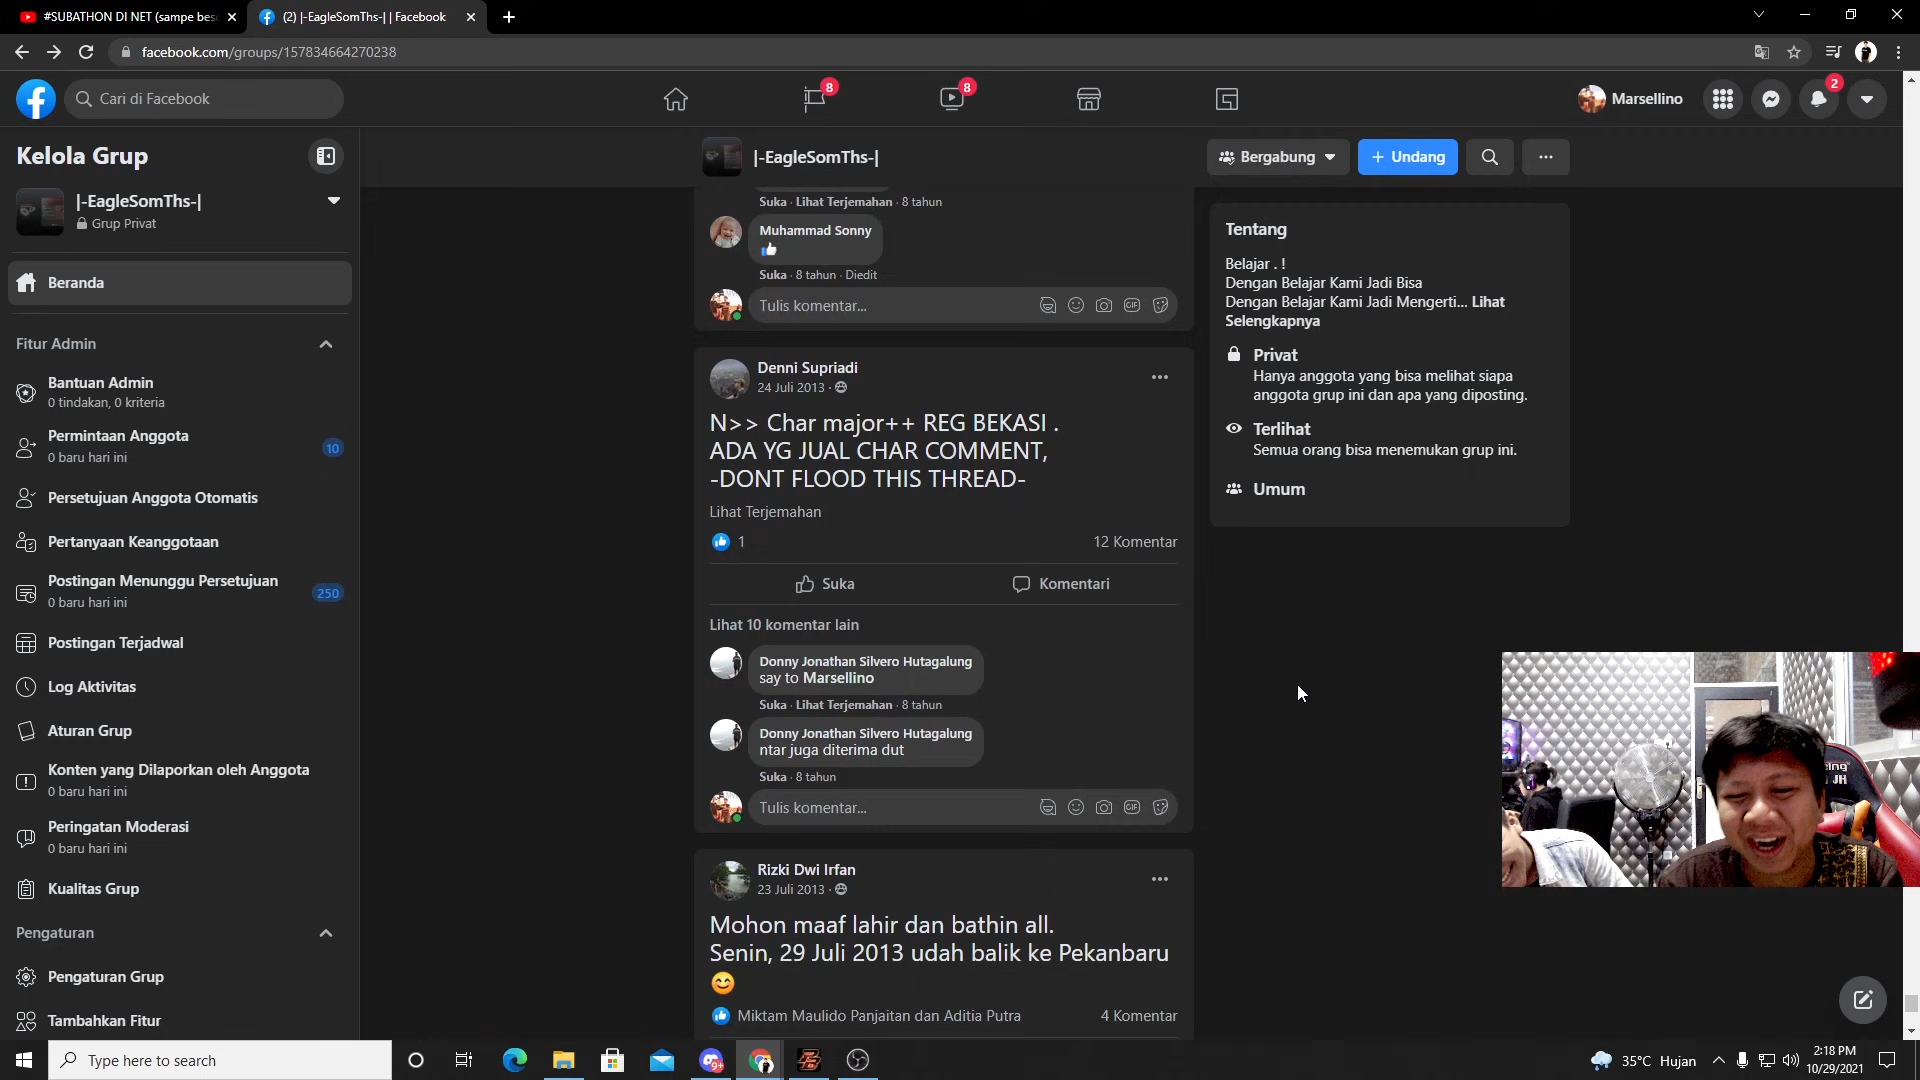 #SUBATHON DI NET (sampe bes
(2) |-EagleSomThs-| | Facebook
facebook.com/groups/157834664270238
Cari di Facebook
8
8
Marsellino
2
Kelola Grup
|-EagleSomThs-|
Grup Privat
Beranda
Fitur Admin
Bantuan Admin
0 tindakan, 0 kriteria
Permintaan Anggota
0 baru hari ini
10
Persetujuan Anggota Otomatis
Pertanyaan Keanggotaan
Postingan Menunggu Persetujuan
0 baru hari ini
250
Postingan Terjadwal
Log Aktivitas
Aturan Grup
Konten yang Dilaporkan oleh Anggota
0 baru hari ini
Peringatan Moderasi
0 baru hari ini
Kualitas Grup
Pengaturan
Pengaturan Grup
Tambahkan Fitur
|-EagleSomThs-|
Bergabung
+ Undang
Suka · Lihat Terjemahan · 8 tahun
Muhammad Sonny
Suka · 8 tahun · Diedit
Tulis komentar...
GIF
Denni Supriadi
24 Juli 2013 ·
N>> Char major++ REG BEKASI .
ADA YG JUAL CHAR COMMENT,
-DONT FLOOD THIS THREAD-
Lihat Terjemahan
1
12 Komentar
Suka
Komentari
Lihat 10 komentar lain
Donny Jonathan Silvero Hutagalung
say to Marsellino
Suka · Lihat Terjemahan · 8 tahun
Donny Jonathan Silvero Hutagalung
ntar juga diterima dut
Suka · 8 tahun
Tulis komentar...
GIF
Rizki Dwi Irfan
23 Juli 2013 ·
Mohon maaf lahir dan bathin all.
Senin, 29 Juli 2013 udah balik ke Pekanbaru
Miktam Maulido Panjaitan dan Aditia Putra
4 Komentar
Tentang
Belajar . !
Dengan Belajar Kami Jadi Bisa
Dengan Belajar Kami Jadi Mengerti... Lihat
Selengkapnya
Privat
Hanya anggota yang bisa melihat siapa
anggota grup ini dan apa yang diposting.
Terlihat
Semua orang bisa menemukan grup ini.
Umum
Type here to search
9+
35°C Hujan
2:18 PM
10/29/2021